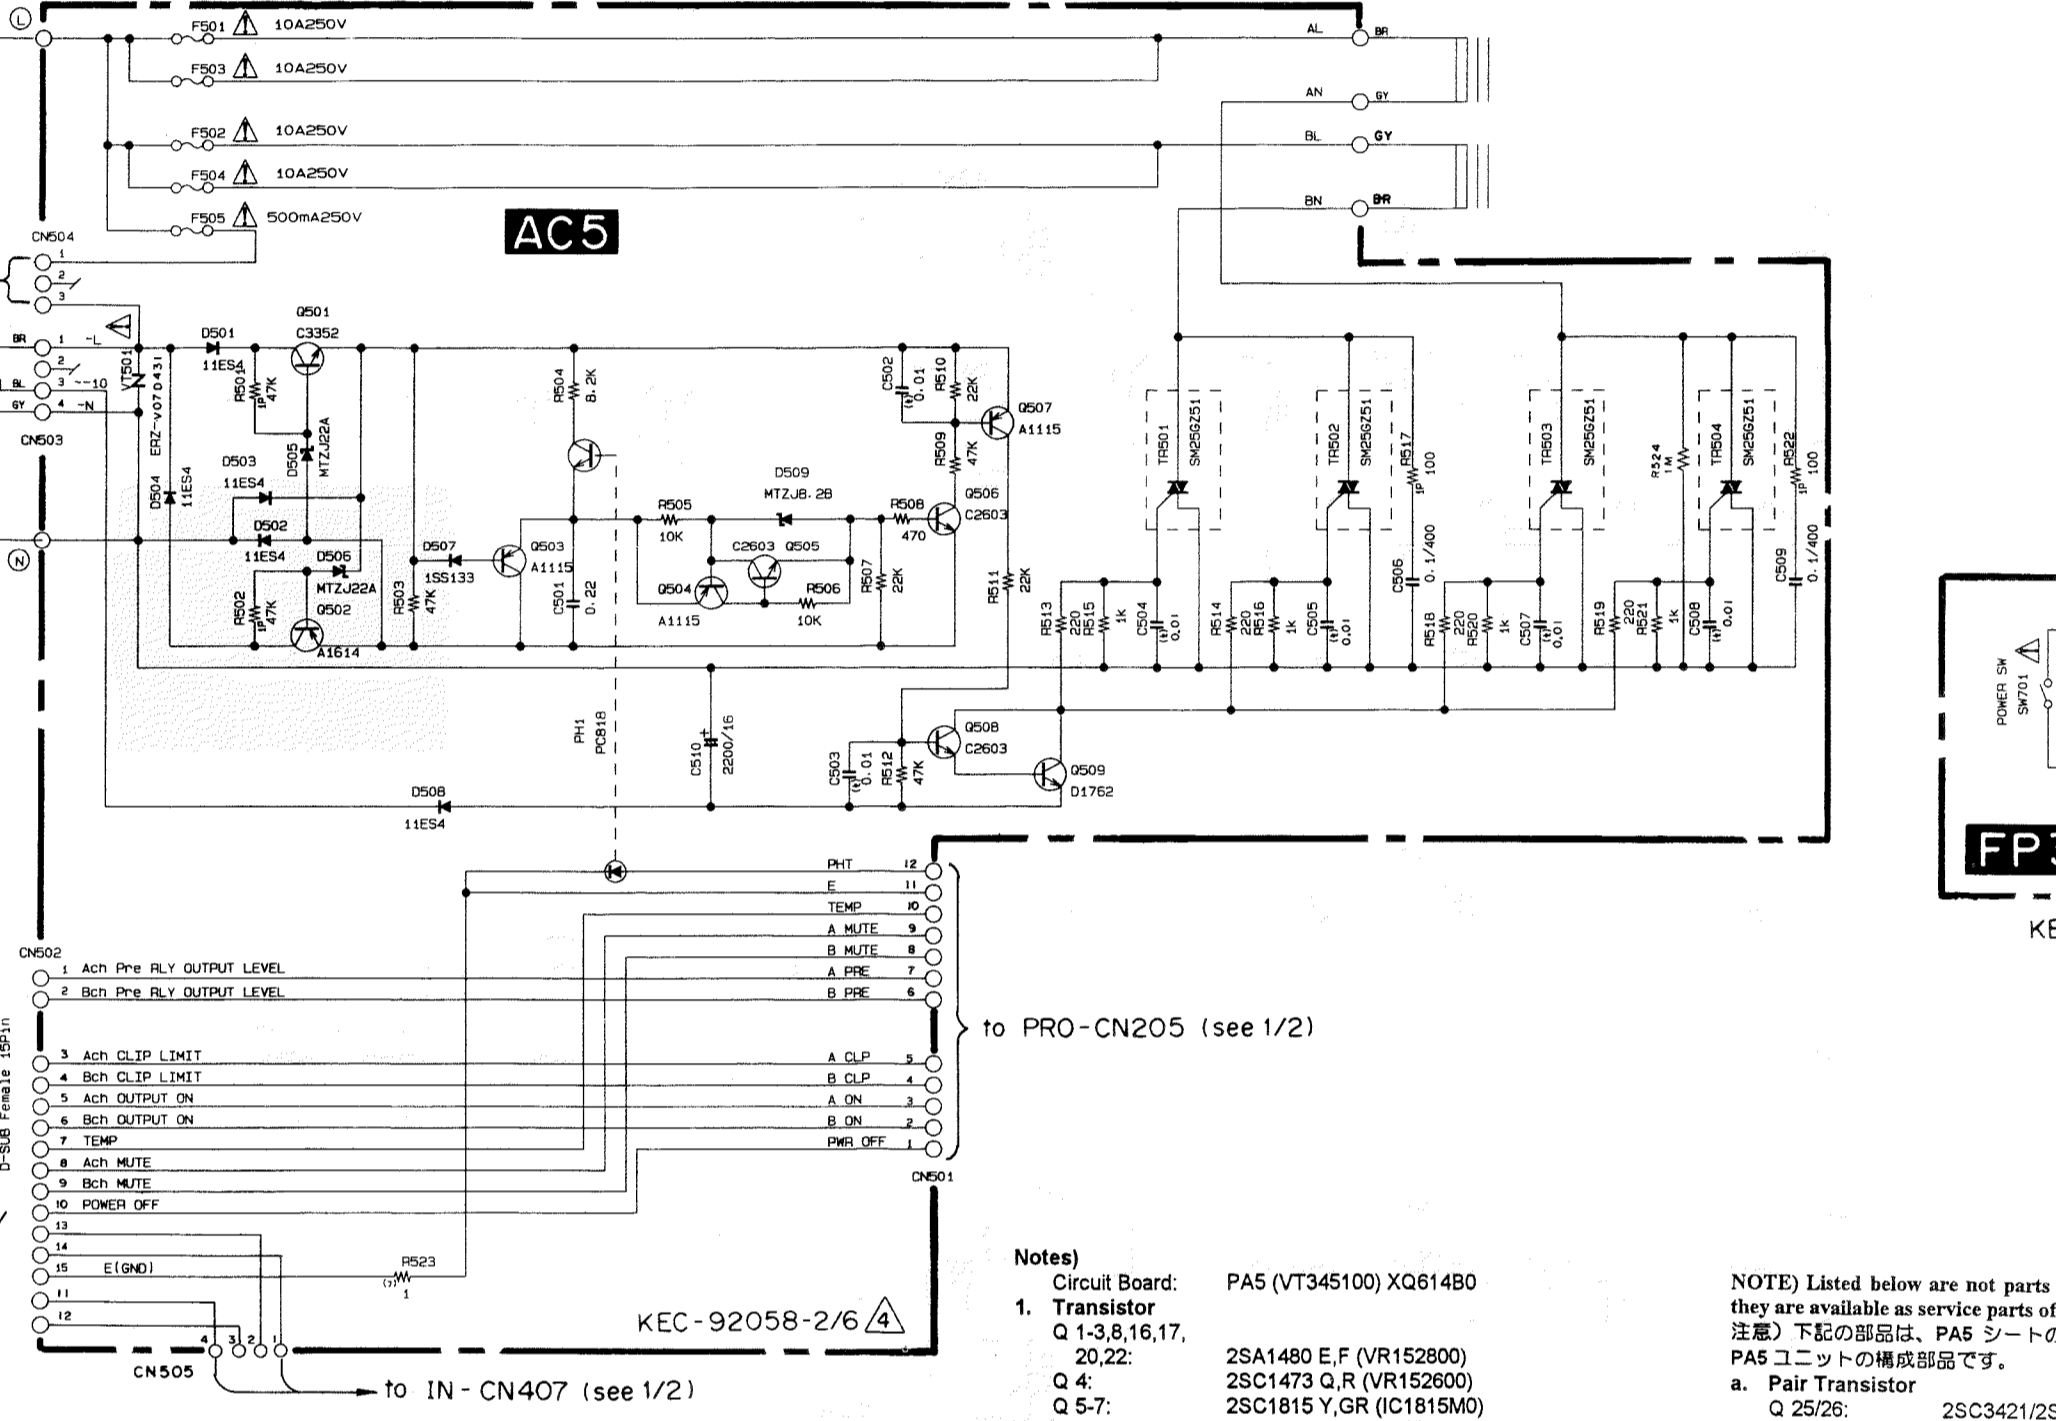 L
F501 10A250V
F503 10A250V
F502 10A250V
F504 10A250V
F505 500mA250V
AL BR
AN GY
BL GY
BN BR
AC5
CN504
1
2
3
BR 1 -L
2
BL 3 --10
GY 4 -N
CN503
N
VT501
ERZ-V07D431
D501
11ES4
Q501
C3352
R501
1P 47K
D505
MTZJ22A
D503
11ES4
D504
11ES4
D502
11ES4
D506
MTZJ22A
Q502
A1614
R502
1P 47K
R503
47K
D507
1SS133
R504
8.2K
Q503
A1115
C501
0.22
R505
10K
D509
MTZJ8.2B
C2603 Q505
Q504
A1115
R506
10K
R507
22K
R508
470
Q506
C2603
C502
0.01
R510
22K
R509
47K
Q507
A1115
R511
22K
PH1
PC818
C510
2200/16
C503
0.01
R512
47K
Q508
C2603
Q509
D1762
D508
11ES4
TR501
SM25GZ51
TR502
SM25GZ51
TR503
SM25GZ51
TR504
SM25GZ51
R517
1P 100
R524
1M
R522
1P 100
C506
0.1/400
C509
0.1/400
R513
220
R515
1k
C504
0.01
R514
220
R516
1k
C505
0.01
R518
220
R520
1k
C507
0.01
R519
220
R521
1k
C508
0.01
POWER SW
SW701
FP
KE
PHT 12
E 11
TEMP 10
A MUTE 9
B MUTE 8
A PRE 7
B PRE 6
A CLP 5
B CLP 4
A ON 3
B ON 2
PWR OFF 1
CN501
to PRO-CN205 (see 1/2)
CN502
1 Ach Pre RLY OUTPUT LEVEL
2 Bch Pre RLY OUTPUT LEVEL
3 Ach CLIP LIMIT
4 Bch CLIP LIMIT
5 Ach OUTPUT ON
6 Bch OUTPUT ON
7 TEMP
8 Ach MUTE
9 Bch MUTE
10 POWER OFF
13
14
15 E(GND)
11
12
D-SUB Female 15Pin
R523
1
4 3 2 1
CN505
to IN-CN407 (see 1/2)
KEC-92058-2/6 4
Notes)
Circuit Board: PA5 (VT345100) XQ614B0
1. Transistor
Q 1-3,8,16,17,
20,22: 2SA1480 E,F (VR152800)
Q 4: 2SC1473 Q,R (VR152600)
Q 5-7: 2SC1815 Y,GR (IC1815M0)
NOTE) Listed below are not parts
they are available as service parts of
注意）下記の部品は、PA5 シートの
PA5ユニットの構成部品です。
a. Pair Transistor
Q 25/26: 2SC3421/2S